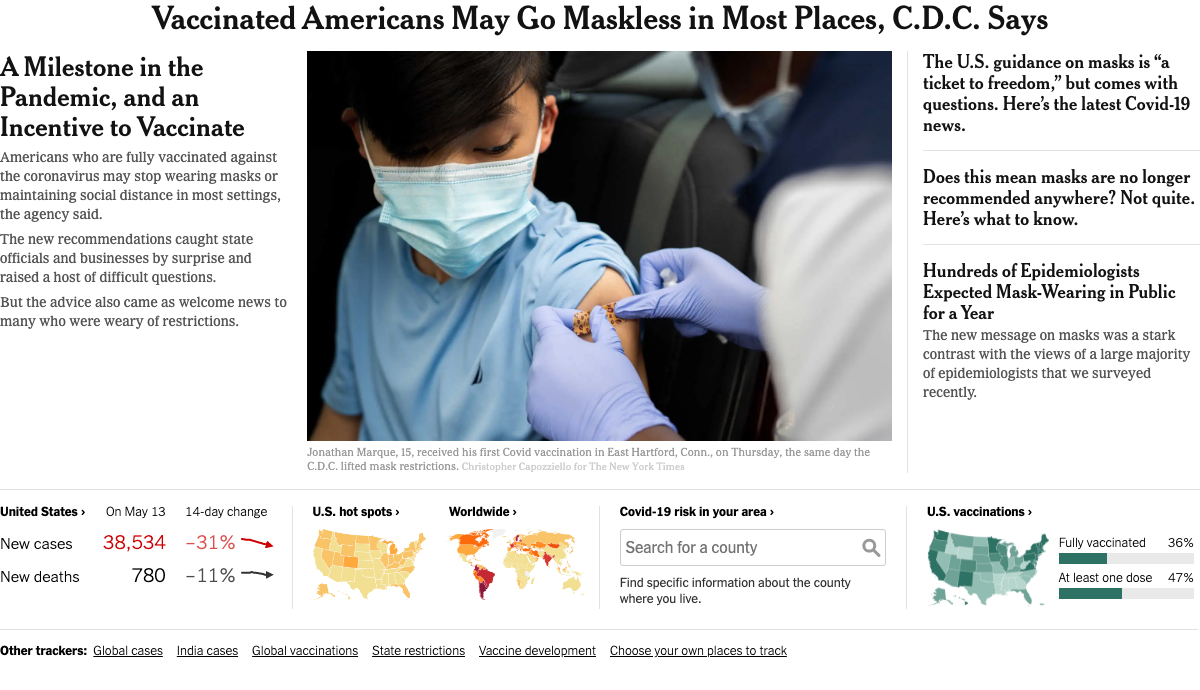 Vaccinated Americans May Go Maskless in Most Places, C.D.C. Says
A Milestone in the
Pandemic, and an
Incentive to Vaccinate
Americans who are fully vaccinated against
the coronavirus may stop wearing masks or
maintaining social distance in most settings,
the agency said.
The new recommendations caught state
officials and businesses by surprise and
raised a host of difficult questions.
But the advice also came as welcome news to
many who were weary of restrictions.
Jonathan Marque, 15, received his first Covid vaccination in East Hartford, Conn., on Thursday, the same day the
C.D.C. lifted mask restrictions. Christopher Capozziello for The New York Times
The U.S. guidance on masks is “a
ticket to freedom,” but comes with
questions. Here’s the latest Covid-19
news.
Does this mean masks are no longer
recommended anywhere? Not quite.
Here’s what to know.
Hundreds of Epidemiologists
Expected Mask-Wearing in Public
for a Year
The new message on masks was a stark
contrast with the views of a large majority
of epidemiologists that we surveyed
recently.
United States › On May 13 14-day change
New cases 38,534 –31%
New deaths 780 –11%
U.S. hot spots ›
Worldwide ›
Covid-19 risk in your area ›
Search for a county
Find specific information about the county
where you live.
U.S. vaccinations ›
Fully vaccinated 36%
At least one dose 47%
Other trackers: Global cases India cases Global vaccinations State restrictions Vaccine development Choose your own places to track